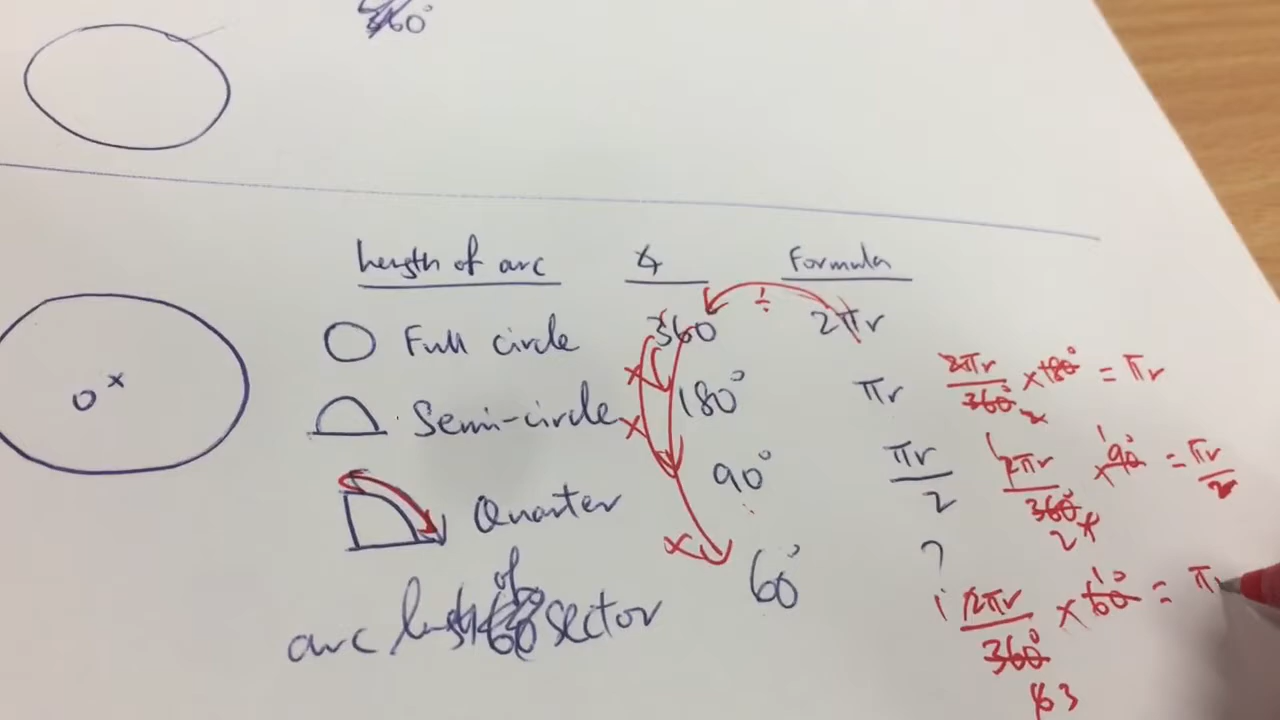 360°
Length of arc ∡ Formula
Full circle 360 ÷ 2πr
Semi-circle 180° πr 2πr/360° × 180° = πr
Quarter 90° πr/2 2πr/360° × 90° = πr/2
arc length of sector 60° ? 2πr/360° × 60° = π
O ×